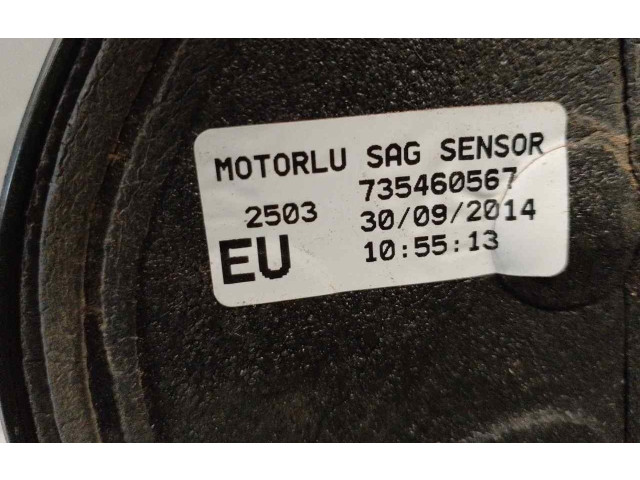 MOTORLU SAG SENSOR
735460567
2503 30/09/2014
EU 10:55:13